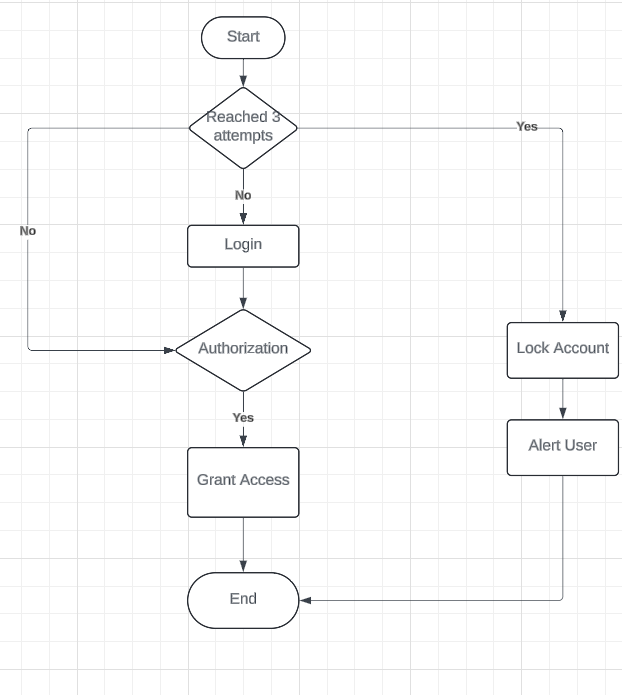 Start
Reached 3
attempts
Yes
No
No
Login
Authorization
Lock Account
Yes
Alert User
Grant Access
End